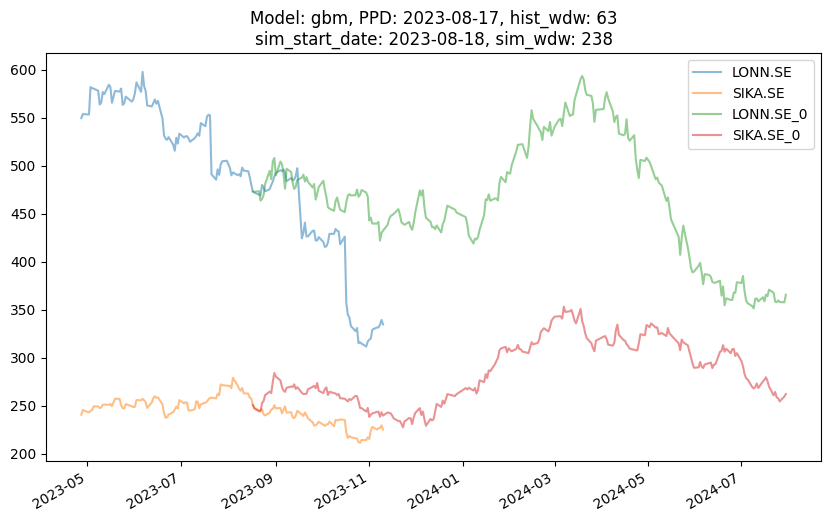 Model: gbm, PPD: 2023-08-17, hist_wdw: 63
sim_start_date: 2023-08-18, sim_wdw: 238
LONN.SE
SIKA.SE
LONN.SE_0
SIKA.SE_0
600
550
500
450
400
350
300
250
200
2023-05
2023-07
2023-09
2023-11
2024-01
2024-03
2024-05
2024-07